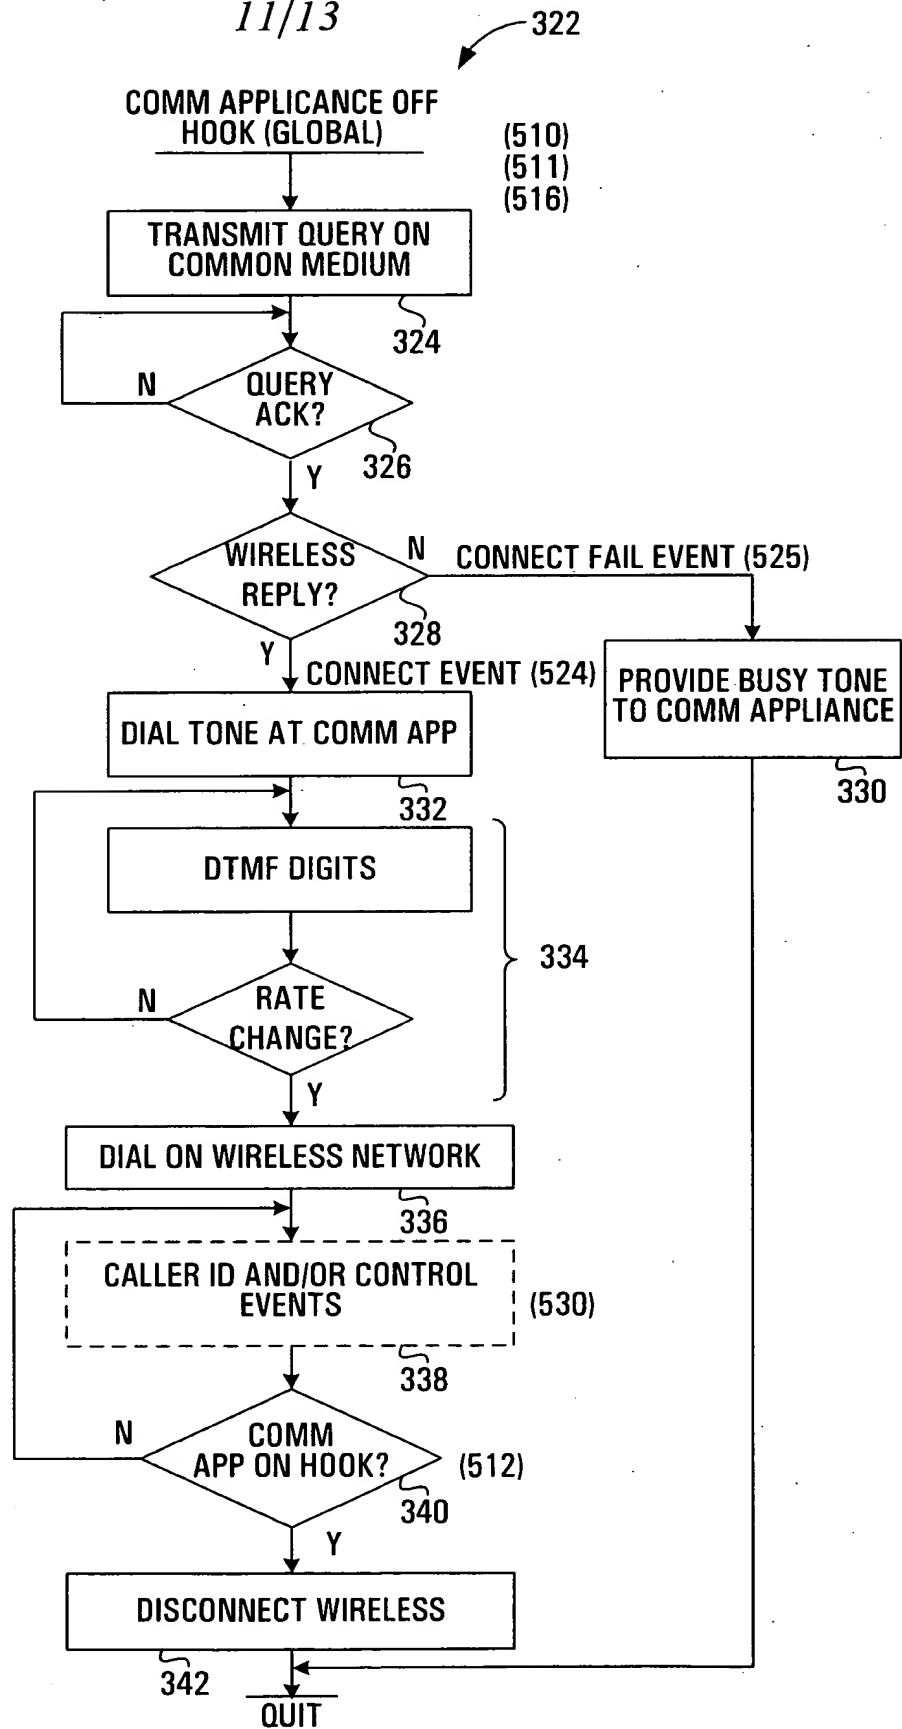 11/13
322
COMM APPLICANCE OFF
HOOK (GLOBAL)
(510)
(511)
(516)
TRANSMIT QUERY ON
COMMON MEDIUM
324
N
QUERY
ACK?
326
Y
WIRELESS
REPLY?
N
CONNECT FAIL EVENT (525)
328
Y
CONNECT EVENT (524)
PROVIDE BUSY TONE
TO COMM APPLIANCE
330
DIAL TONE AT COMM APP
332
DTMF DIGITS
334
N
RATE
CHANGE?
Y
DIAL ON WIRELESS NETWORK
336
CALLER ID AND/OR CONTROL
EVENTS
(530)
338
N
COMM
APP ON HOOK?
(512)
340
Y
DISCONNECT WIRELESS
342
QUIT